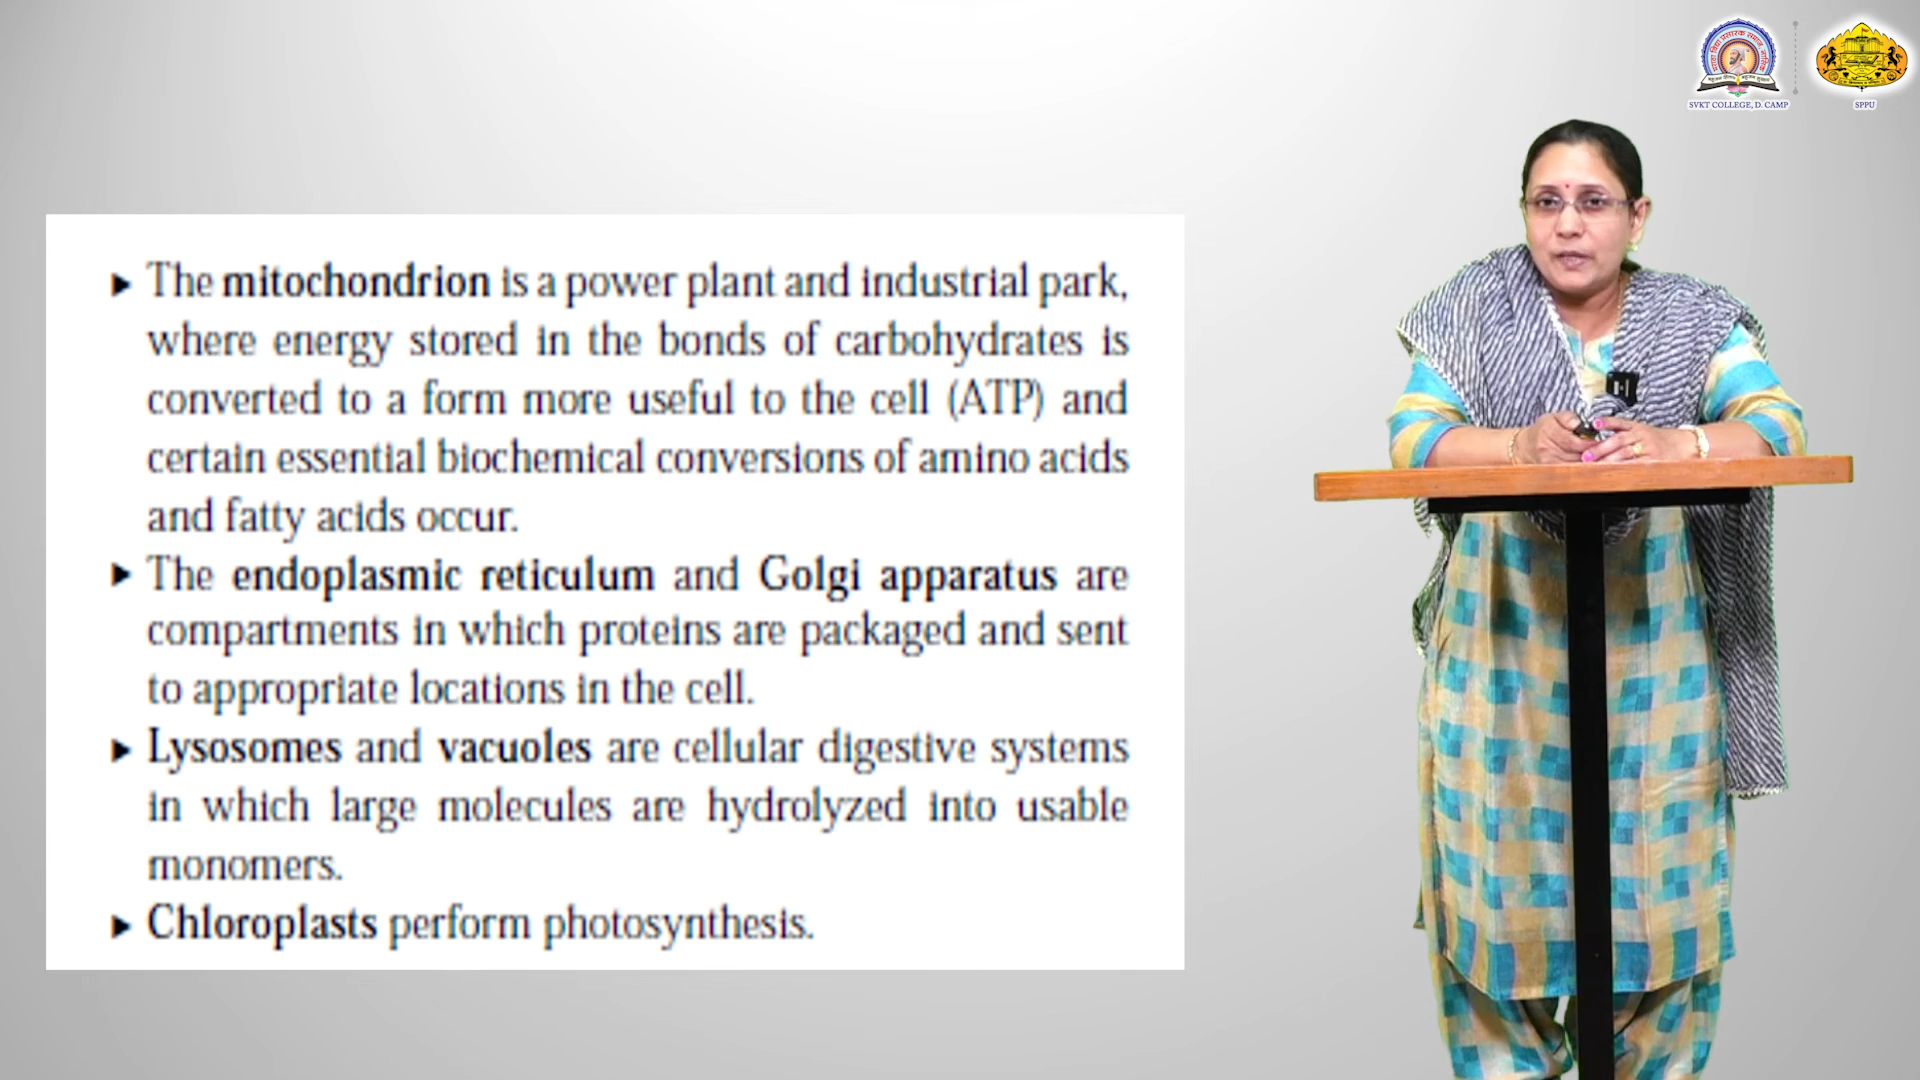 SVKT COLLEGE, D. CAMP
SPPU
▶ The mitochondrion is a power plant and industrial park,
where energy stored in the bonds of carbohydrates is
converted to a form more useful to the cell (ATP) and
certain essential biochemical conversions of amino acids
and fatty acids occur.
▶ The endoplasmic reticulum and Golgi apparatus are
compartments in which proteins are packaged and sent
to appropriate locations in the cell.
▶ Lysosomes and vacuoles are cellular digestive systems
in which large molecules are hydrolyzed into usable
monomers.
▶ Chloroplasts perform photosynthesis.